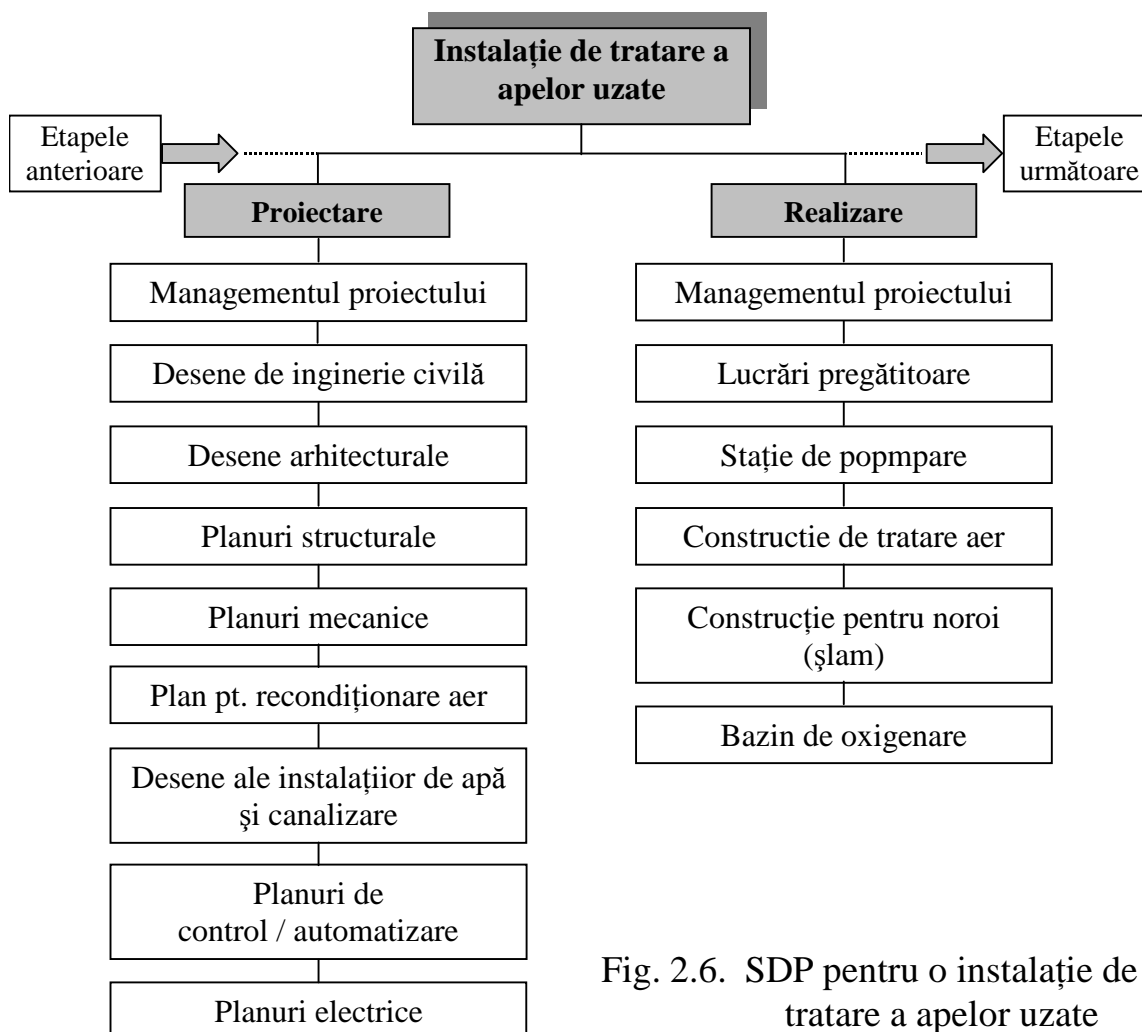 Instalație de tratare a
apelor uzate
Etapele
anterioare
Etapele
următoare
Proiectare
Managementul proiectului
Desene de inginerie civilă
Desene arhitecturale
Planuri structurale
Planuri mecanice
Plan pt. recondiționare aer
Desene ale instalațiior de apă
şi canalizare
Planuri de
control / automatizare
Planuri electrice
Realizare
Managementul proiectului
Lucrări pregătitoare
Stație de popmpare
Constructie de tratare aer
Construcție pentru noroi
(şlam)
Bazin de oxigenare
Fig. 2.6. SDP pentru o instalație de
tratare a apelor uzate